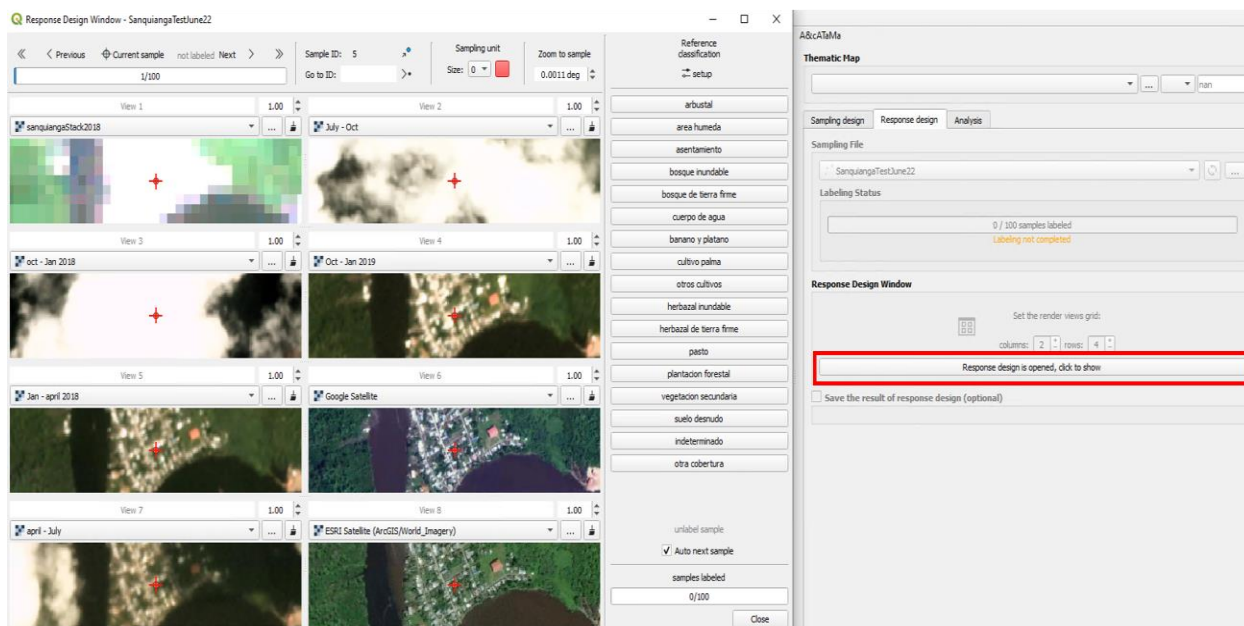 Response Design Window - SanquiangaTestJune22
Previous Current sample not labeled Next
1/100
Sample ID: 5
Go to ID:
Sampling unit
Size: 0
Zoom to sample
0.0011 deg
View 1 1.00 View 2 1.00
sanquiangaStack2018 ... July - Oct ...
View 3 1.00 View 4 1.00
oct - Jan 2018 ... Oct - Jan 2019 ...
View 5 1.00 View 6 1.00
Jan - april 2018 ... Google Satellite ...
View 7 1.00 View 8 1.00
april - July ... ESRI Satellite (ArcGIS/World_Imagery) ...
Reference
classification
setup
arbustal
area humeda
asentamiento
bosque inundable
bosque de tierra firme
cuerpo de agua
banano y platano
cultivo palma
otros cultivos
herbazal inundable
herbazal de tierra firme
pasto
plantacion forestal
vegetacion secundaria
suelo desnudo
indeterminado
otra cobertura
unlabel sample
Auto next sample
samples labeled
0/100
Close
A&cATaMa
Thematic Map
... nan
Sampling design Response design Analysis
Sampling File
SanquiangaTestJune22 ...
Labeling Status
0 / 100 samples labeled
Labeling not completed
Response Design Window
Set the render views grid:
columns: 2 rows: 4
Response design is opened, click to show
Save the result of response design (optional)